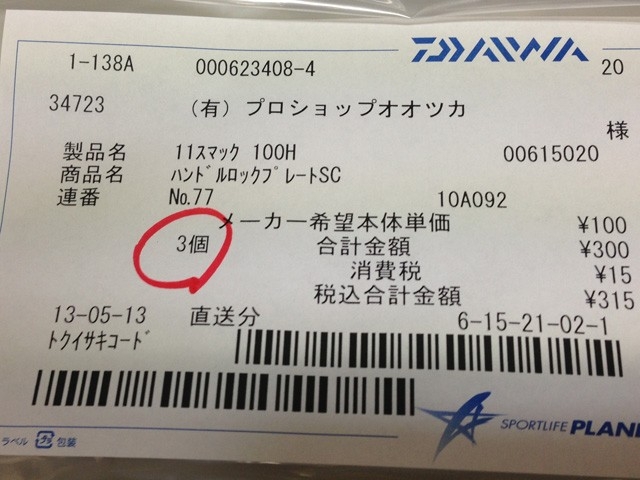 DAIWA
1-138A 000623408-4 20
34723 (有) プロショップオオツカ
様
製品名 11スマック 100H 00615020
商品名 ハンドルロックプレートSC
連番 No.77 10A092
メーカー希望本体単価 ¥100
3個 合計金額 ¥300
消費税 ¥15
税込合計金額 ¥315
13-05-13 直送分 6-15-21-02-1
トクイサキコード
SPORTLIFE PLAN
ラベル プラ 包装